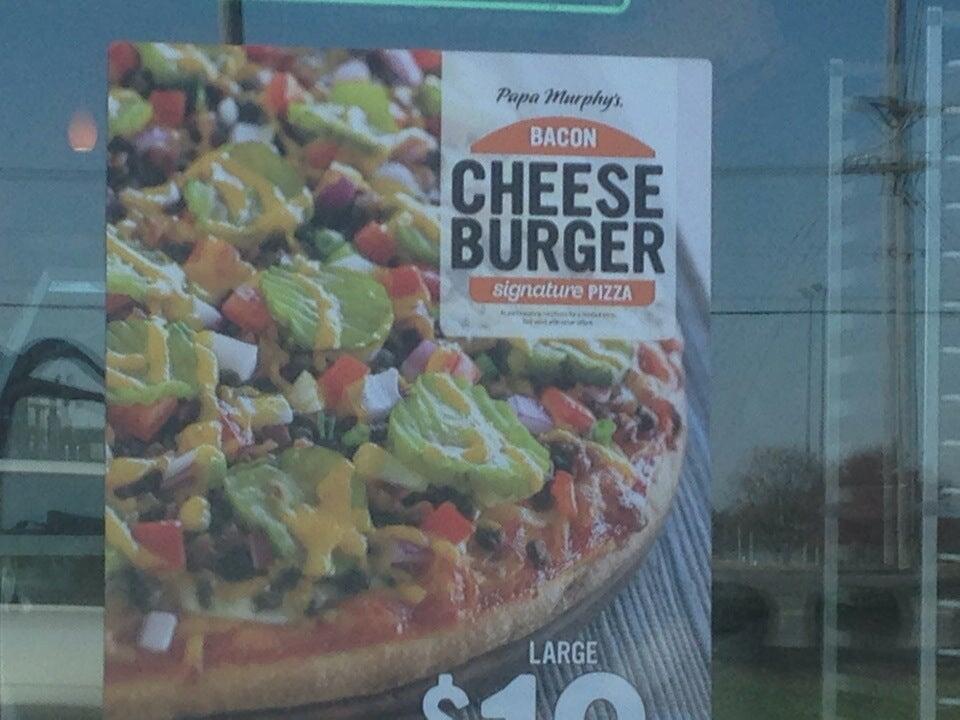 Papa Murphy's
BACON
CHEESE
BURGER
signature PIZZA
LARGE